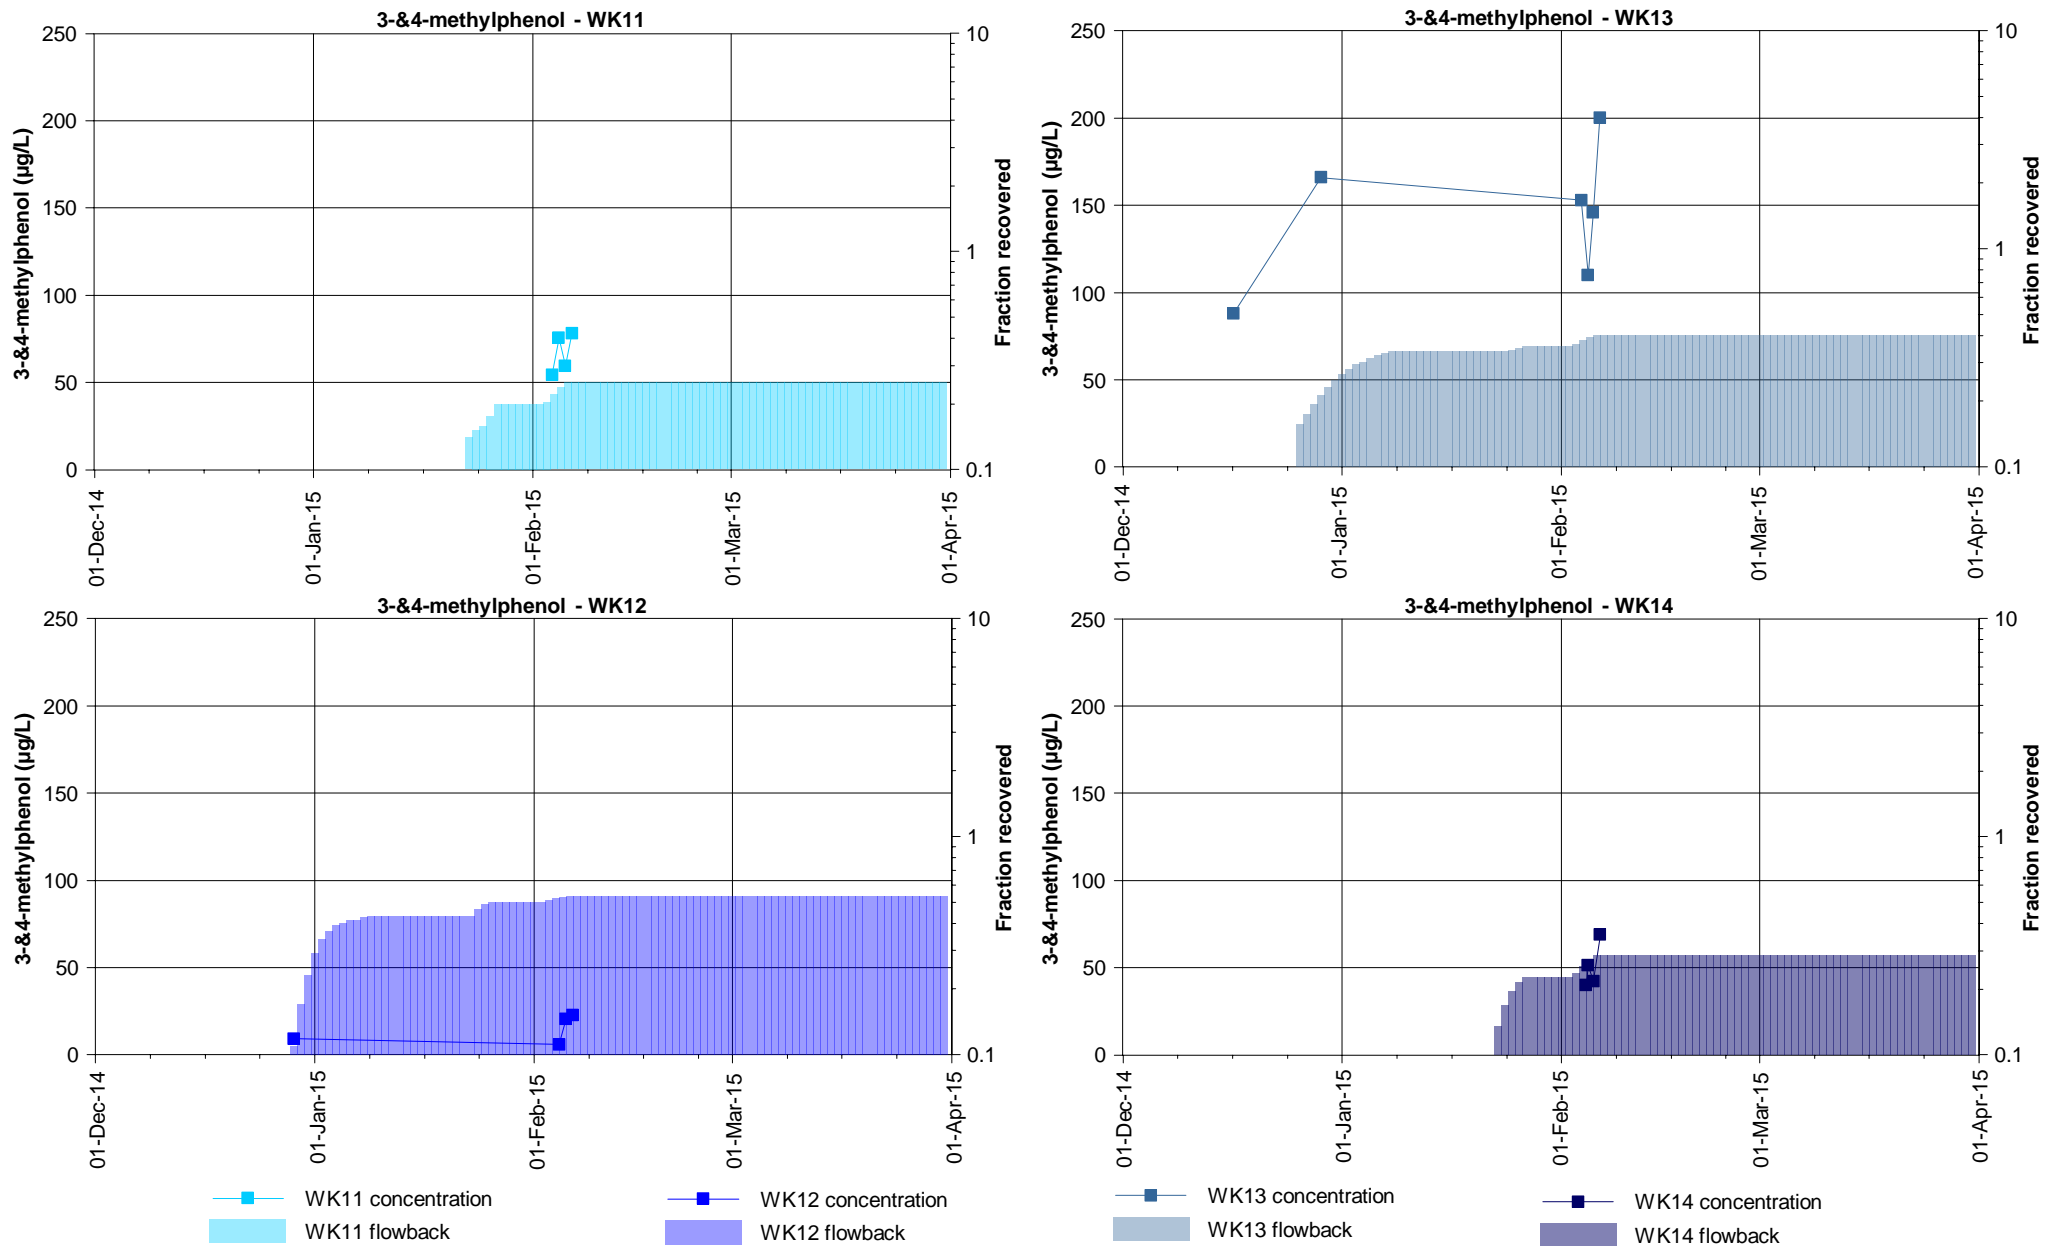 3-&4-methylphenol - WK11
250
200
150
100
50
0
3-&4-methylphenol (µg/L)
10
1
0.1
Fraction recovered
01-Dec-14
01-Jan-15
01-Feb-15
01-Mar-15
01-Apr-15
3-&4-methylphenol - WK13
250
200
150
100
50
0
3-&4-methylphenol (µg/L)
10
1
0.1
Fraction recovered
01-Dec-14
01-Jan-15
01-Feb-15
01-Mar-15
01-Apr-15
3-&4-methylphenol - WK12
250
200
150
100
50
0
3-&4-methylphenol (µg/L)
10
1
0.1
Fraction recovered
01-Dec-14
01-Jan-15
01-Feb-15
01-Mar-15
01-Apr-15
3-&4-methylphenol - WK14
250
200
150
100
50
0
3-&4-methylphenol (µg/L)
10
1
0.1
Fraction recovered
01-Dec-14
01-Jan-15
01-Feb-15
01-Mar-15
01-Apr-15
WK11 concentration
WK11 flowback
WK12 concentration
WK12 flowback
WK13 concentration
WK13 flowback
WK14 concentration
WK14 flowback